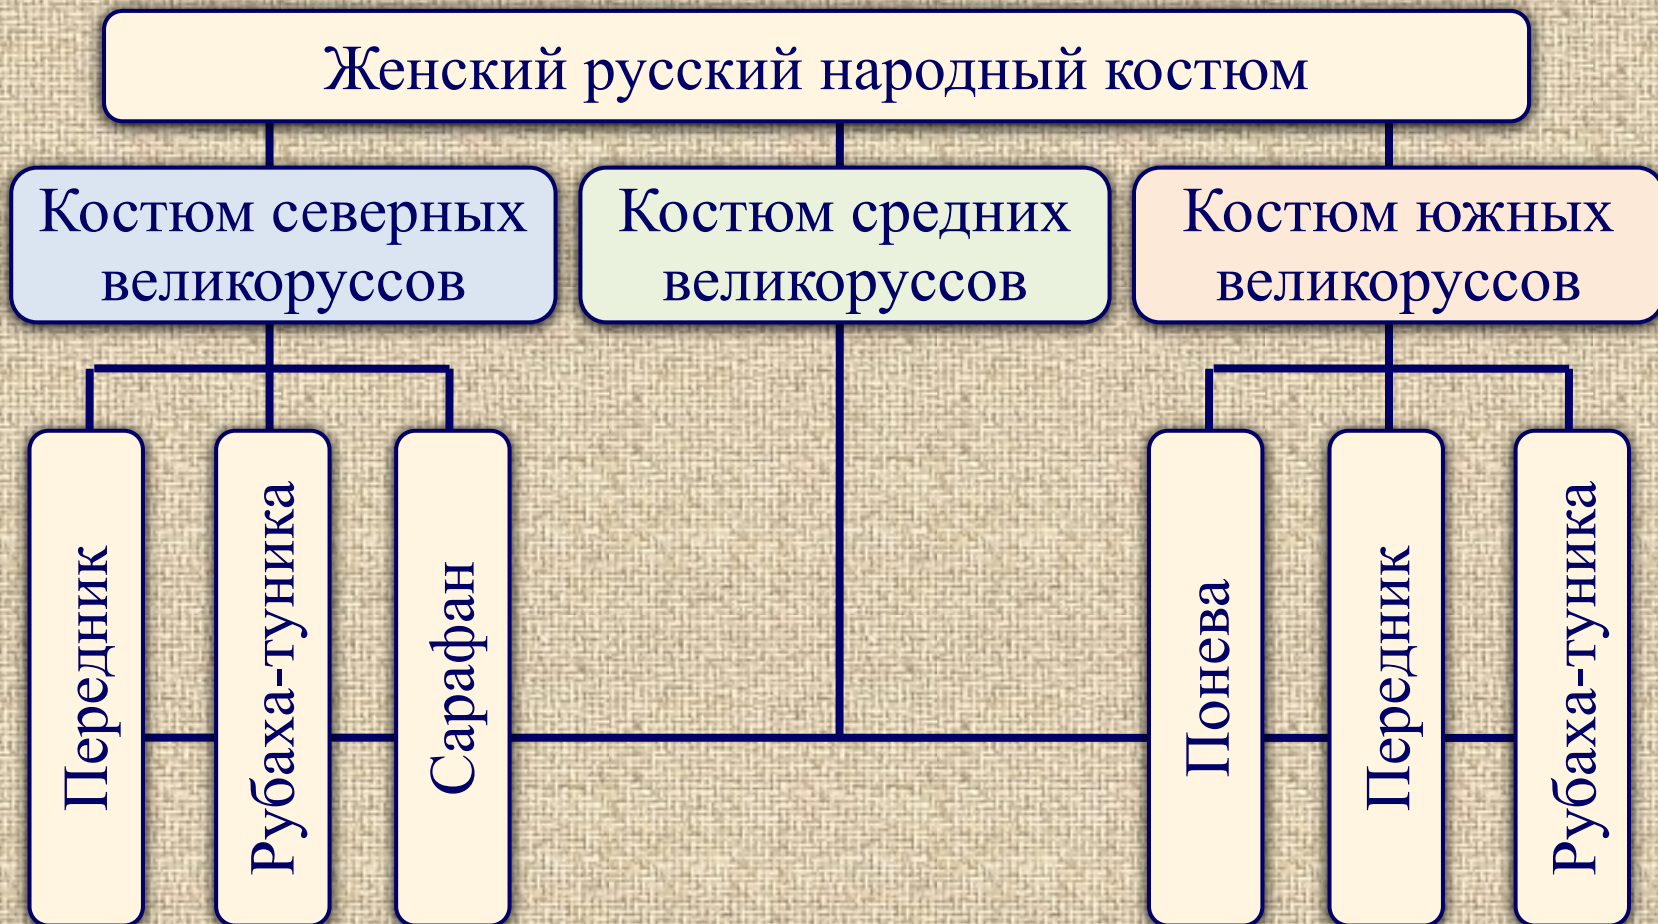 Женский русский народный костюм
Костюм северных
великоруссов
Костюм средних
великоруссов
Костюм южных
великоруссов
Передник
Рубаха-туника
Сарафан
Понева
Передник
Рубаха-туника